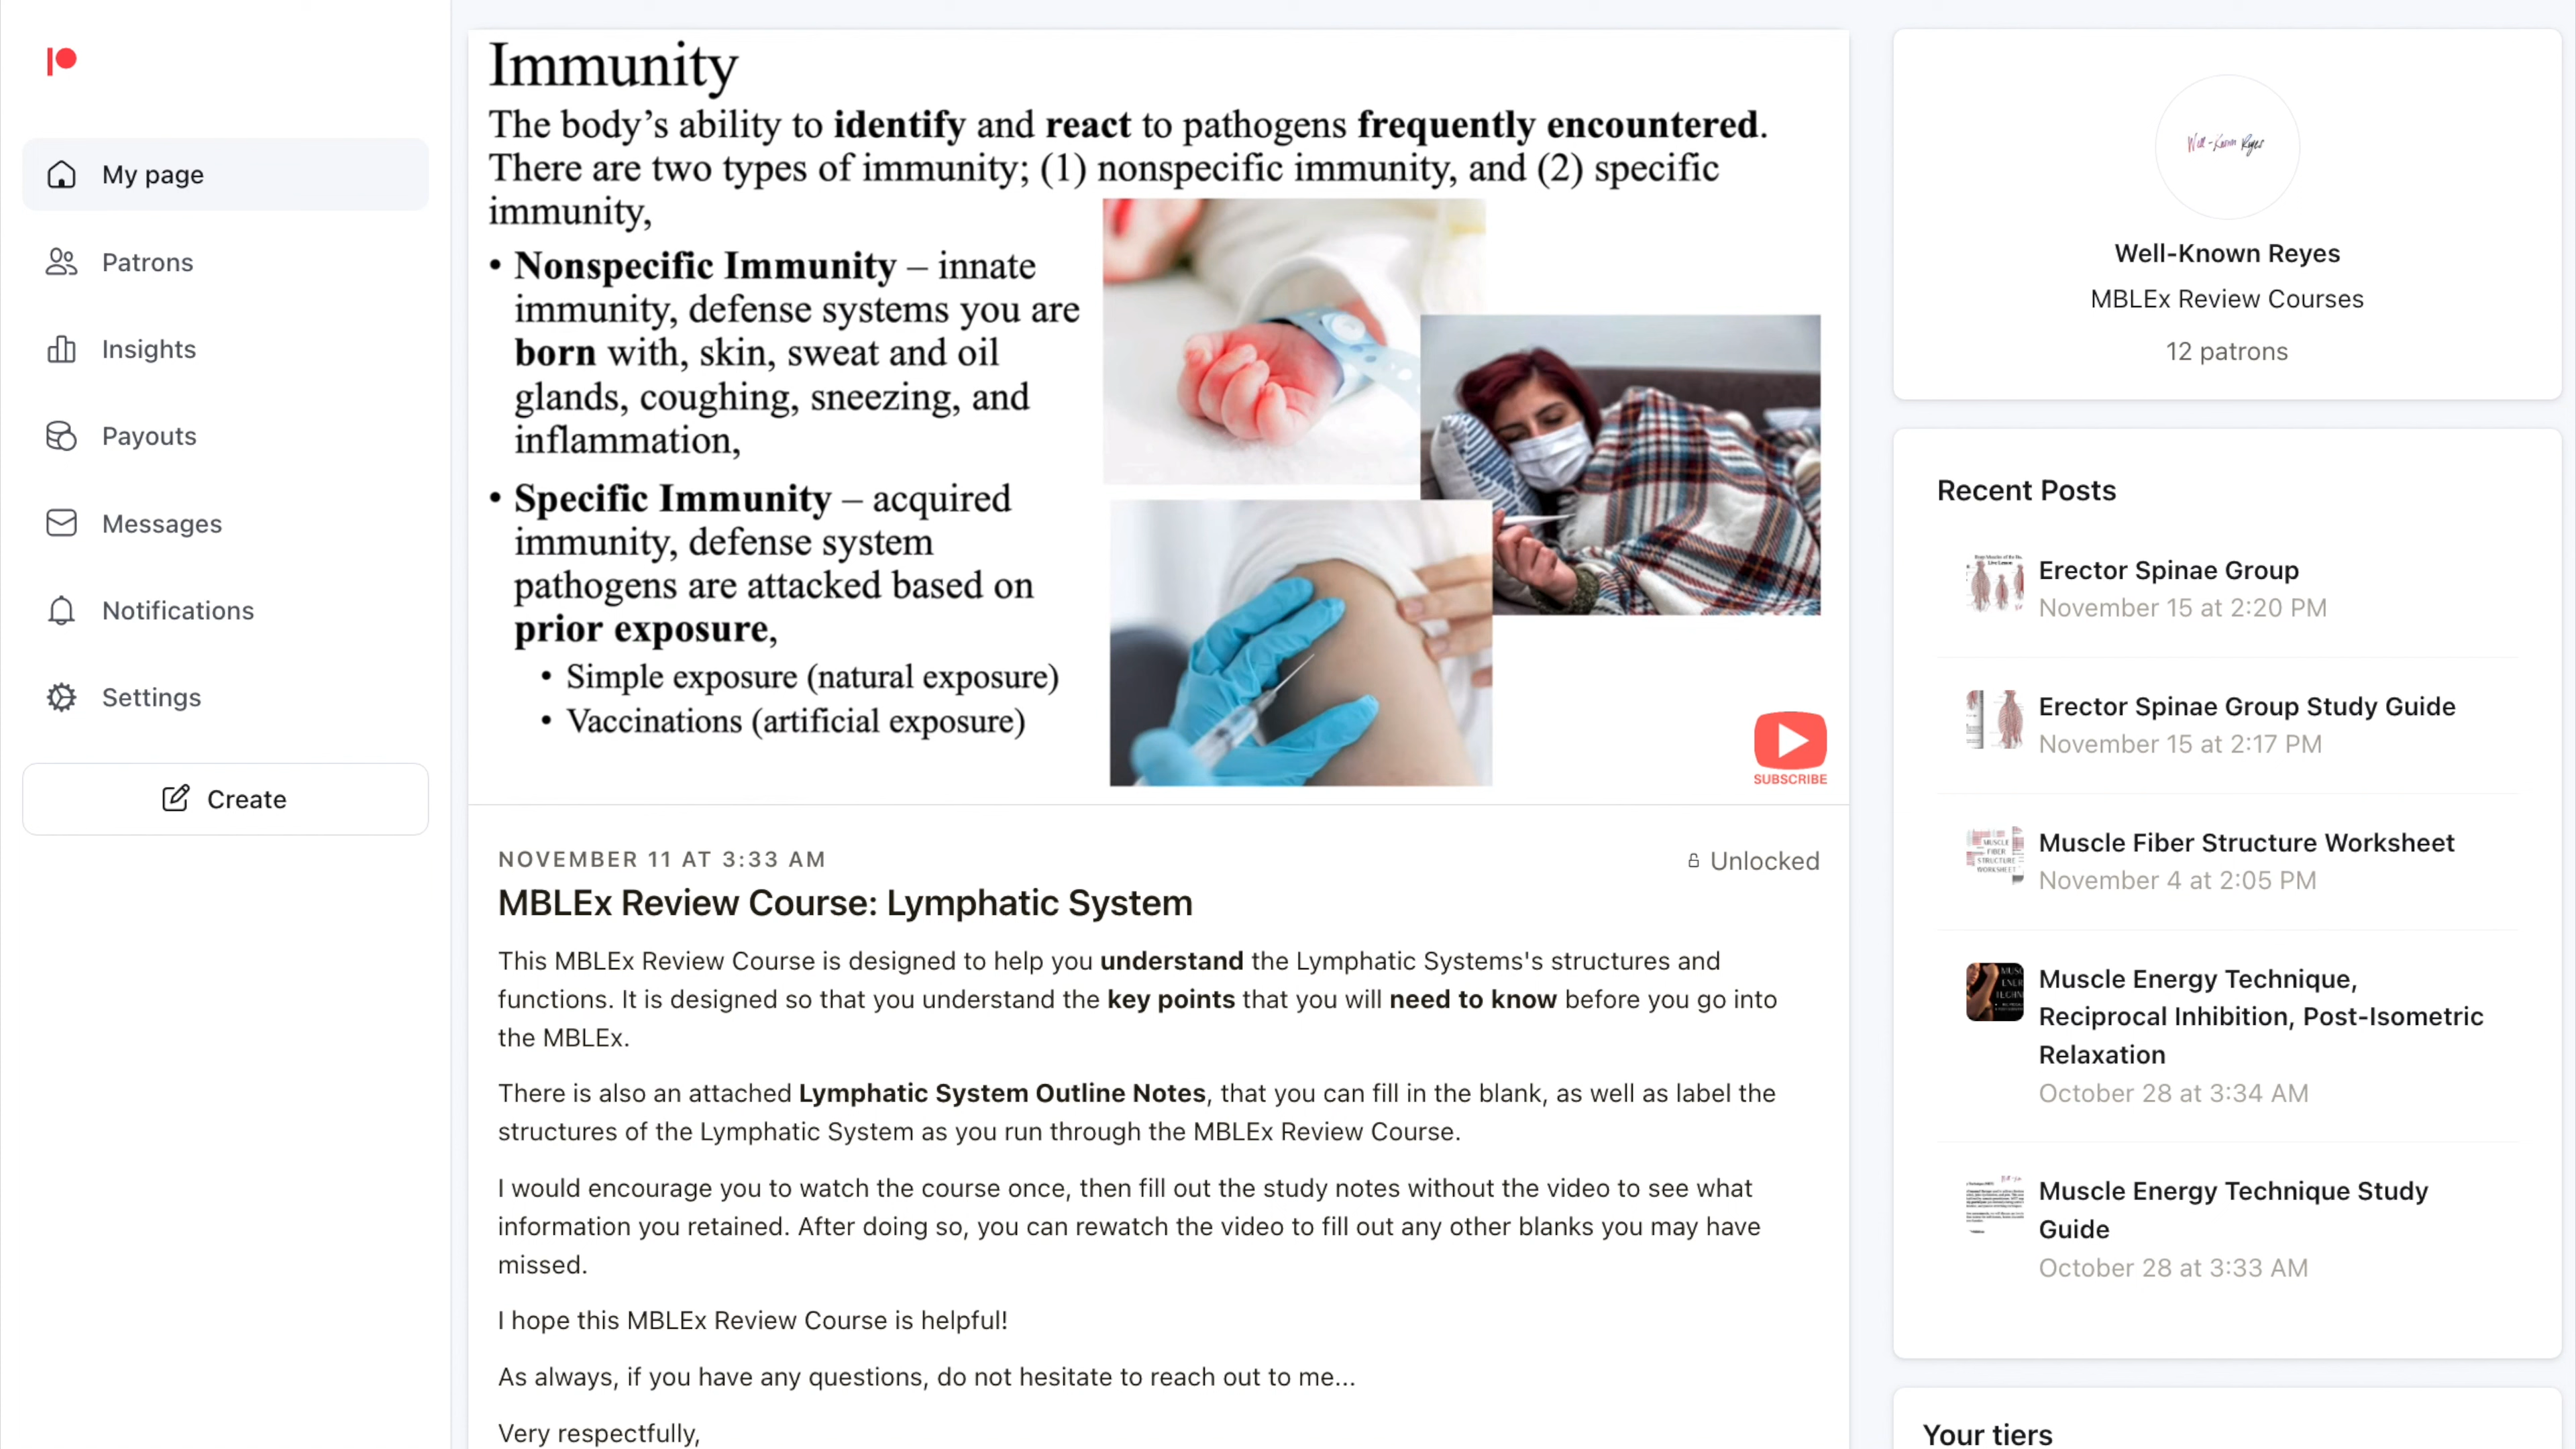 My page
Patrons
Insights
Payouts
Messages
Notifications
Settings
Create
Immunity
The body’s ability to identify and react to pathogens frequently encountered.
There are two types of immunity; (1) nonspecific immunity, and (2) specific
immunity,
• Nonspecific Immunity – innate
immunity, defense systems you are
born with, skin, sweat and oil
glands, coughing, sneezing, and
inflammation,
• Specific Immunity – acquired
immunity, defense system
pathogens are attacked based on
prior exposure,
• Simple exposure (natural exposure)
• Vaccinations (artificial exposure)
SUBSCRIBE
NOVEMBER 11 AT 3:33 AM
Unlocked
MBLEx Review Course: Lymphatic System
This MBLEx Review Course is designed to help you understand the Lymphatic Systems's structures and
functions. It is designed so that you understand the key points that you will need to know before you go into
the MBLEx.
There is also an attached Lymphatic System Outline Notes, that you can fill in the blank, as well as label the
structures of the Lymphatic System as you run through the MBLEx Review Course.
I would encourage you to watch the course once, then fill out the study notes without the video to see what
information you retained. After doing so, you can rewatch the video to fill out any other blanks you may have
missed.
I hope this MBLEx Review Course is helpful!
As always, if you have any questions, do not hesitate to reach out to me...
Very respectfully,
Well-Known Reyes
Well-Known Reyes
MBLEx Review Courses
12 patrons
Recent Posts
Erector Spinae Group
November 15 at 2:20 PM
Erector Spinae Group Study Guide
November 15 at 2:17 PM
MUSCLE
FIBER
STRUCTURE
WORKSHEET
Muscle Fiber Structure Worksheet
November 4 at 2:05 PM
Muscle Energy Technique,
Reciprocal Inhibition, Post-Isometric
Relaxation
October 28 at 3:34 AM
Muscle Energy Technique Study
Guide
October 28 at 3:33 AM
Your tiers